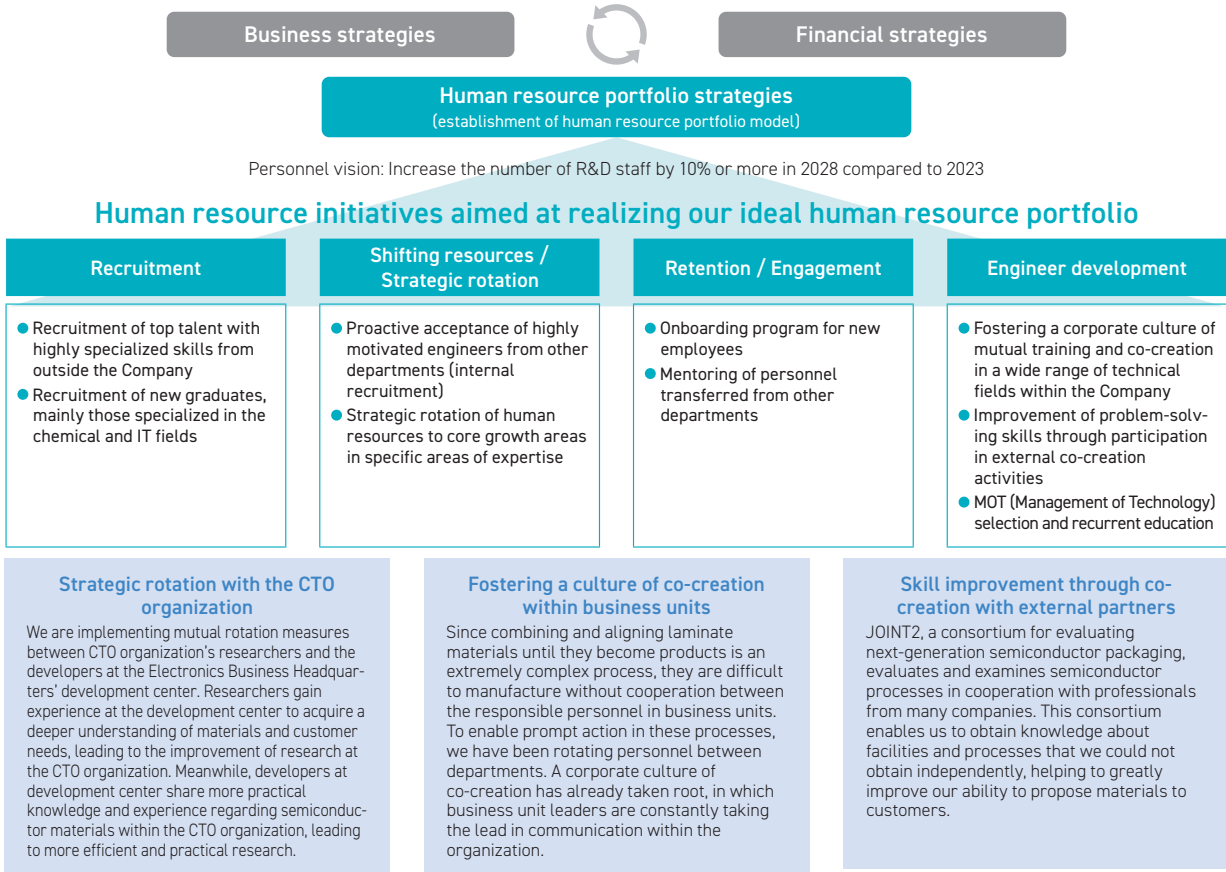 Business strategies
Financial strategies
Human resource portfolio strategies
(establishment of human resource portfolio model)
Personnel vision: Increase the number of R&D staff by 10% or more in 2028 compared to 2023
Human resource initiatives aimed at realizing our ideal human resource portfolio
Recruitment
● Recruitment of top talent with
highly specialized skills from
outside the Company
● Recruitment of new graduates,
mainly those specialized in the
chemical and IT fields
Shifting resources /
Strategic rotation
● Proactive acceptance of highly
motivated engineers from other
departments (internal
recruitment)
● Strategic rotation of human
resources to core growth areas
in specific areas of expertise
Retention / Engagement
● Onboarding program for new
employees
● Mentoring of personnel
transferred from other
departments
Engineer development
● Fostering a corporate culture of
mutual training and co-creation
in a wide range of technical
fields within the Company
● Improvement of problem-solv-
ing skills through participation
in external co-creation
activities
● MOT (Management of Technology)
selection and recurrent education
Strategic rotation with the CTO
organization
We are implementing mutual rotation measures
between CTO organization's researchers and the
developers at the Electronics Business Headquar-
ters' development center. Researchers gain
experience at the development center to acquire a
deeper understanding of materials and customer
needs, leading to the improvement of research at
the CTO organization. Meanwhile, developers at
development center share more practical
knowledge and experience regarding semiconduc-
tor materials within the CTO organization, leading
to more efficient and practical research.
Fostering a culture of co-creation
within business units
Since combining and aligning laminate
materials until they become products is an
extremely complex process, they are difficult
to manufacture without cooperation between
the responsible personnel in business units.
To enable prompt action in these processes,
we have been rotating personnel between
departments. A corporate culture of
co-creation has already taken root, in which
business unit leaders are constantly taking
the lead in communication within the
organization.
Skill improvement through co-
creation with external partners
JOINT2, a consortium for evaluating
next-generation semiconductor packaging,
evaluates and examines semiconductor
processes in cooperation with professionals
from many companies. This consortium
enables us to obtain knowledge about
facilities and processes that we could not
obtain independently, helping to greatly
improve our ability to propose materials to
customers.